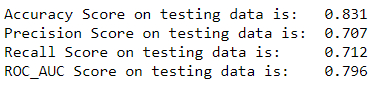 Accuracy Score on testing data is:   0.831
Precision Score on testing data is:  0.707
Recall Score on testing data is:     0.712
ROC_AUC Score on testing data is:    0.796